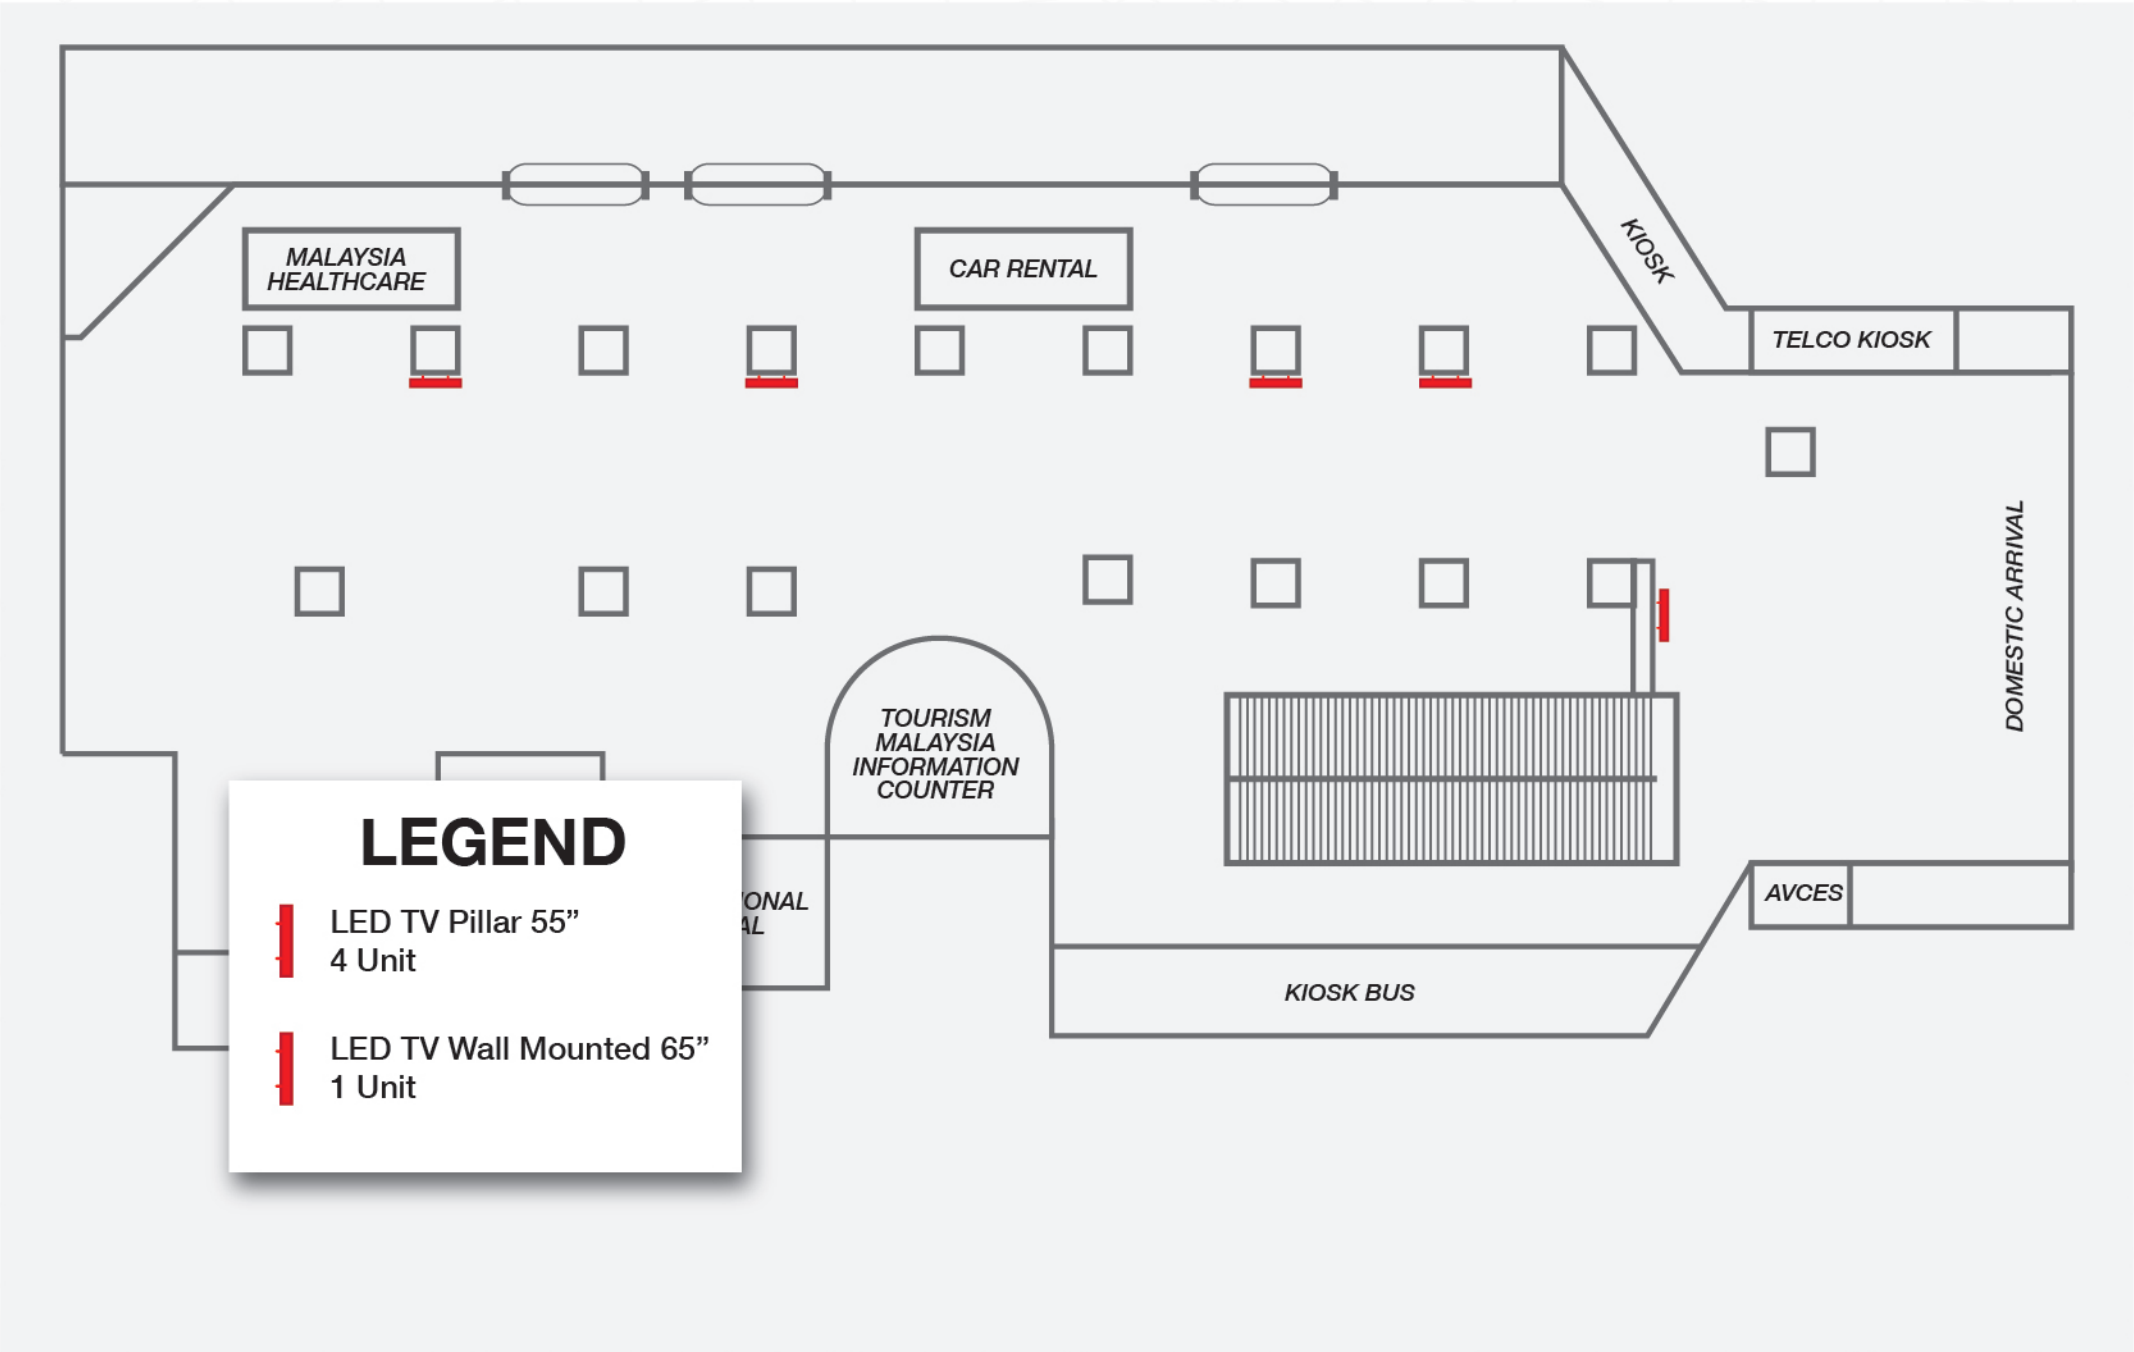 MALAYSIA
HEALTHCARE
CAR RENTAL
KIOSK
TELCO KIOSK
DOMESTIC ARRIVAL
TOURISM
MALAYSIA
INFORMATION
COUNTER
AVCES
KIOSK BUS
LEGEND
LED TV Pillar 55”
4 Unit
LED TV Wall Mounted 65”
1 Unit